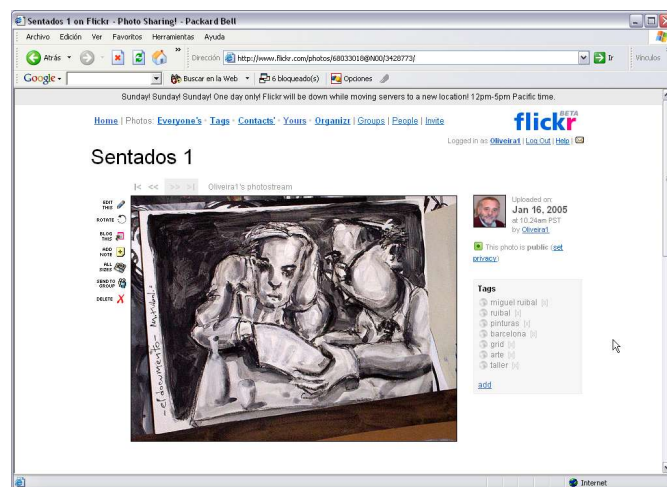 Sentados 1 on Flickr - Photo Sharing! - Packard Bell
Archivo Edición Ver Favoritos Herramientas Ayuda
Atrás » Dirección http://www.flickr.com/photos/68033018@N00/3428773/ Ir Vínculos
Google Buscar en la Web 6 bloqueado(s) Opciones
Sunday! Sunday! Sunday! One day only! Flickr will be down while moving servers to a new location! 12pm-5pm Pacific time.
Home | Photos: Everyone's · Tags · Contacts' · Yours · Organizr | Groups | People | Invite
flickr BETA
Logged in as Oliveira1 | Log Out | Help |
Sentados 1
|< << >> >| Oliveira1's photostream
EDIT THIS
ROTATE
BLOG THIS
ADD NOTE
ALL SIZES
SEND TO GROUP
DELETE
-el documento-
Uploaded on
Jan 16, 2005
at 10.24am PST
by Oliveira1
This photo is public (set
privacy)
Tags
miguel ruibal [x]
ruibal [x]
pinturas [x]
barcelona [x]
grid [x]
arte [x]
taller [x]
add
Internet